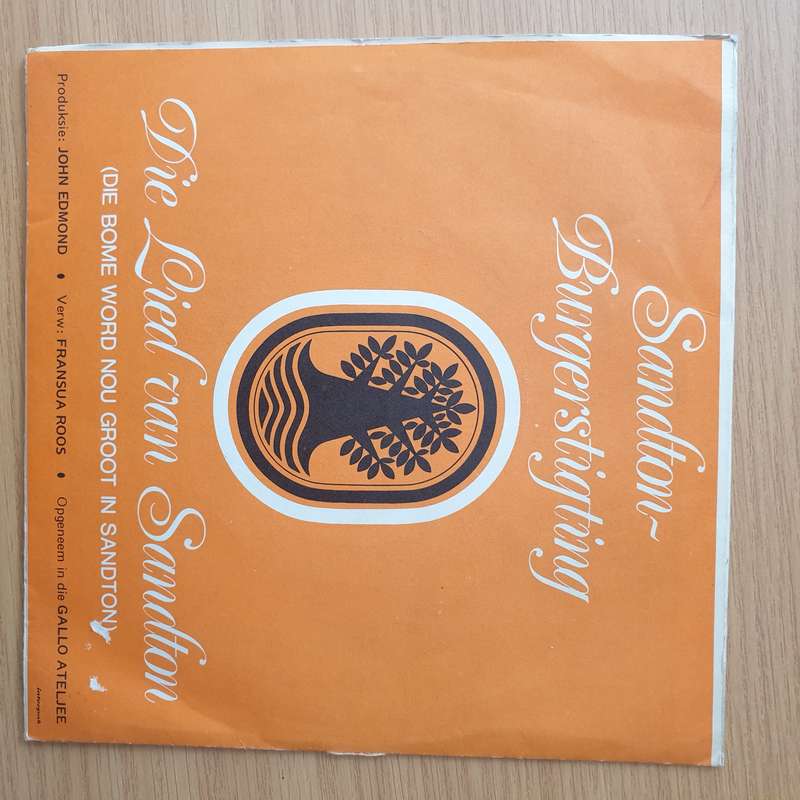 Sandton-
Burgerstigting
Die Lied van Sandton
(DIE BOME WORD NOU GROOT IN SANDTON)
Produksie: JOHN EDMOND • Verw: FRANSUA ROOS • Opgeneem in die GALLO ATELJEE
Interpak